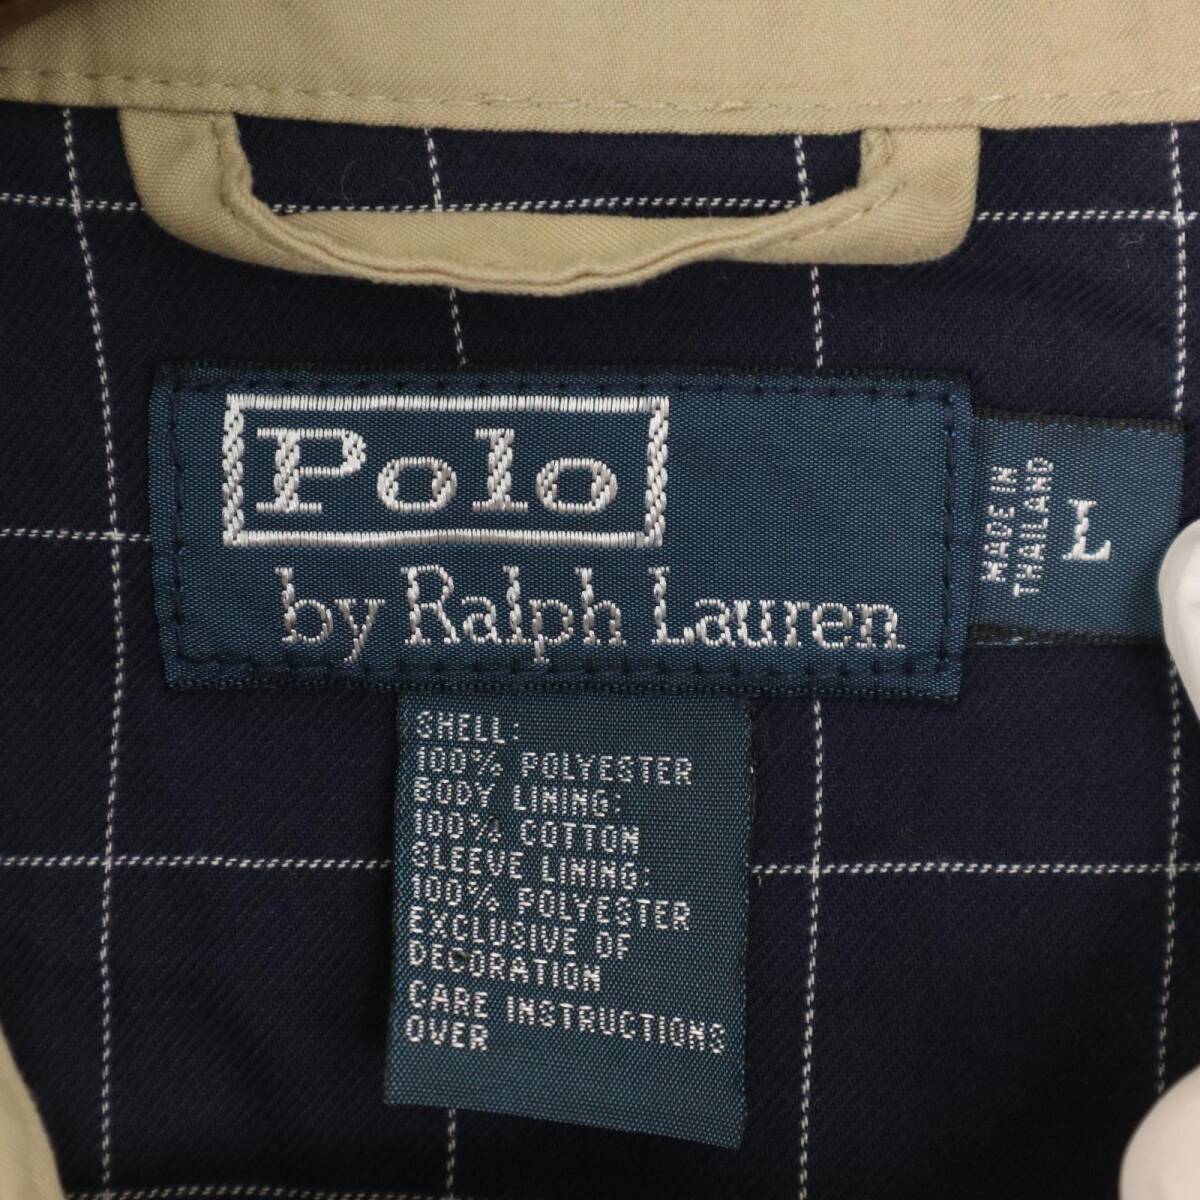 Polo
by Ralph Lauren
MADE IN
THAILAND
L
SHELL:
100% POLYESTER
BODY LINING:
100% COTTON
SLEEVE LINING:
100% POLYESTER
EXCLUSIVE OF
DECORATION
CARE INSTRUCTIONS
OVER